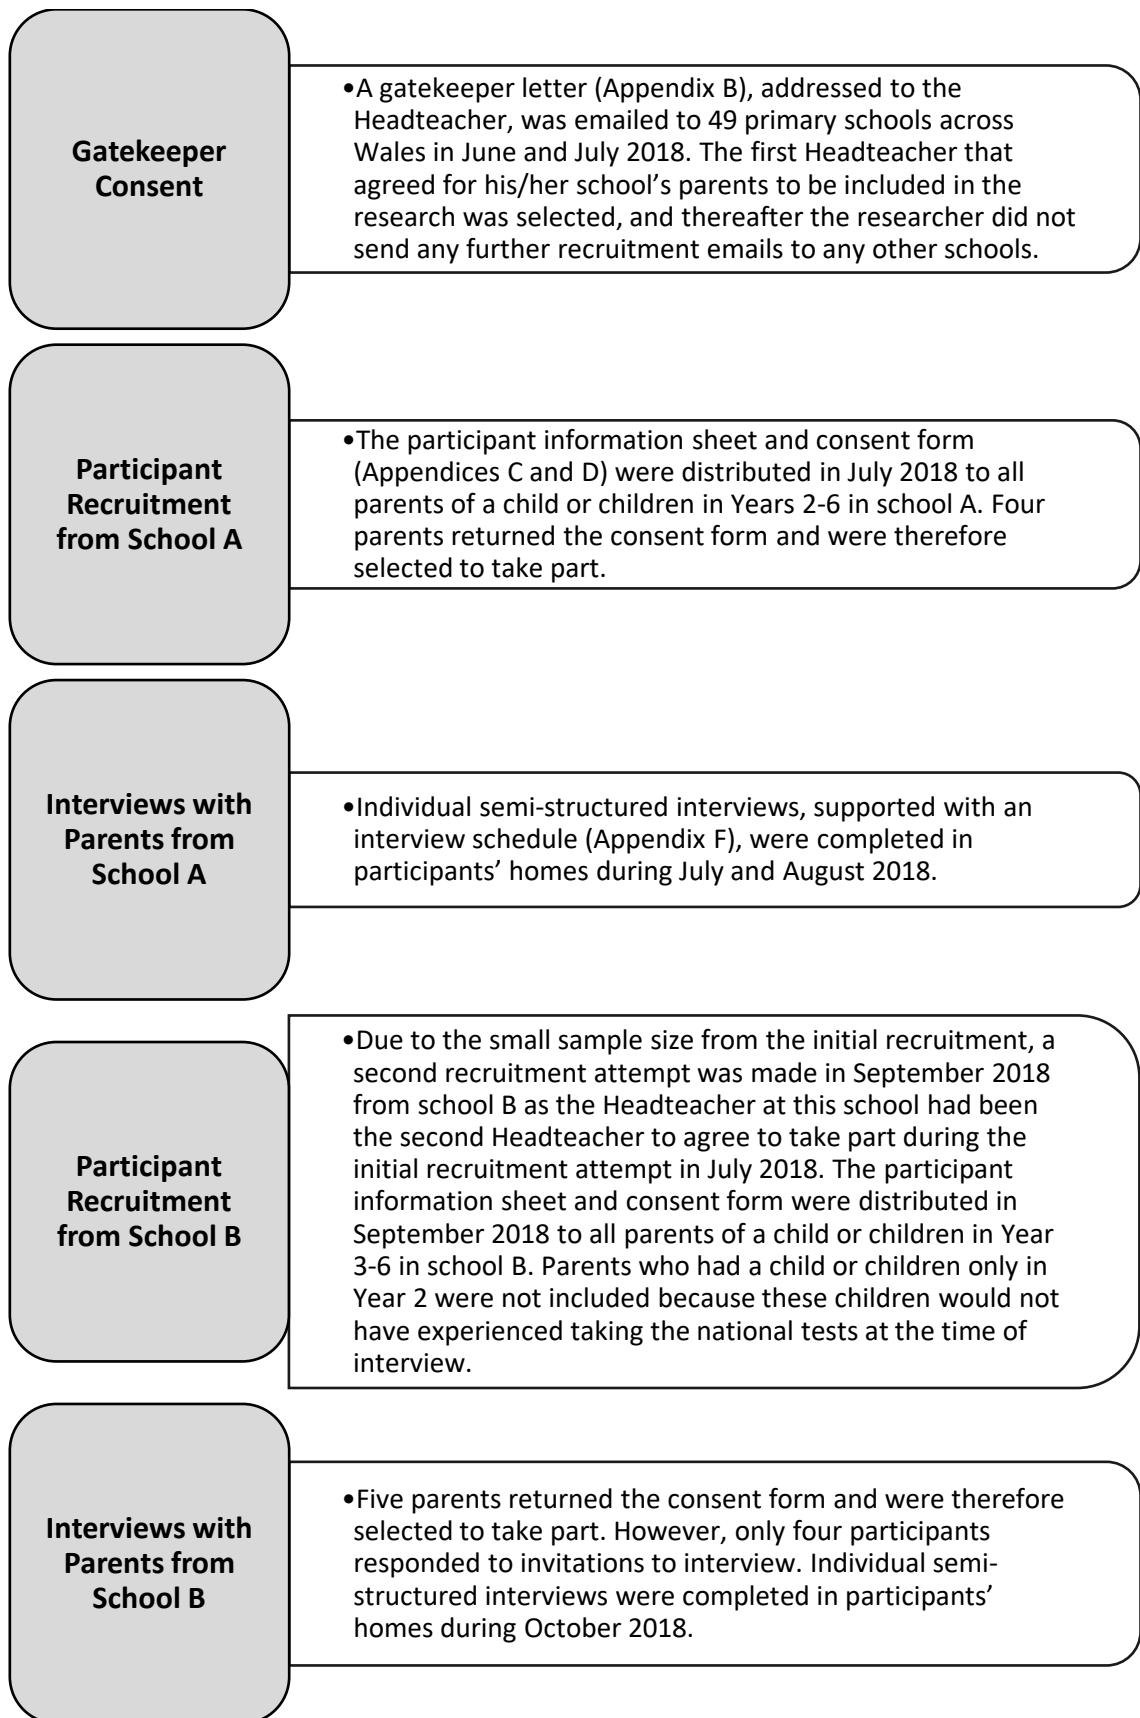 Gatekeeper
Consent
•A gatekeeper letter (Appendix B), addressed to the
Headteacher, was emailed to 49 primary schools across
Wales in June and July 2018. The first Headteacher that
agreed for his/her school’s parents to be included in the
research was selected, and thereafter the researcher did not
send any further recruitment emails to any other schools.
Participant
Recruitment
from School A
•The participant information sheet and consent form
(Appendices C and D) were distributed in July 2018 to all
parents of a child or children in Years 2-6 in school A. Four
parents returned the consent form and were therefore
selected to take part.
Interviews with
Parents from
School A
•Individual semi-structured interviews, supported with an
interview schedule (Appendix F), were completed in
participants’ homes during July and August 2018.
Participant
Recruitment
from School B
•Due to the small sample size from the initial recruitment, a
second recruitment attempt was made in September 2018
from school B as the Headteacher at this school had been
the second Headteacher to agree to take part during the
initial recruitment attempt in July 2018. The participant
information sheet and consent form were distributed in
September 2018 to all parents of a child or children in Year
3-6 in school B. Parents who had a child or children only in
Year 2 were not included because these children would not
have experienced taking the national tests at the time of
interview.
Interviews with
Parents from
School B
•Five parents returned the consent form and were therefore
selected to take part. However, only four participants
responded to invitations to interview. Individual semi-
structured interviews were completed in participants’
homes during October 2018.